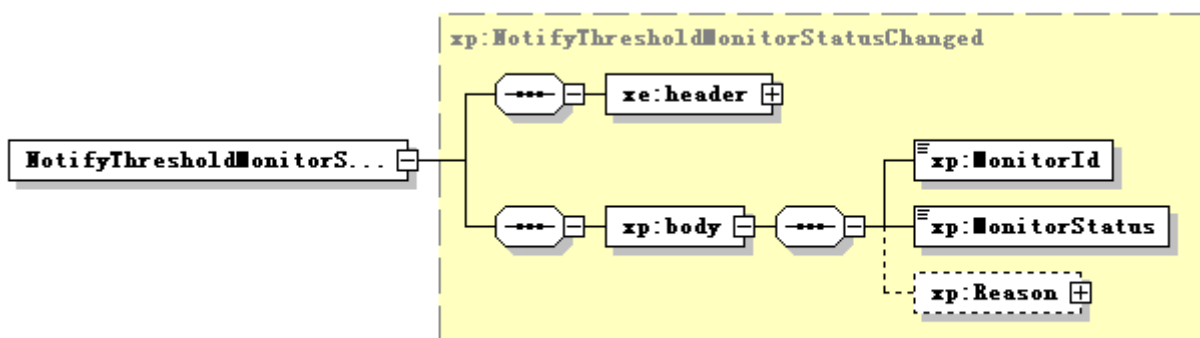 xp:NotifyThresholdMonitorStatusChanged
xe:header
NotifyThresholdMonitorS...
xp:MonitorId
xp:body
xp:MonitorStatus
xp:Reason